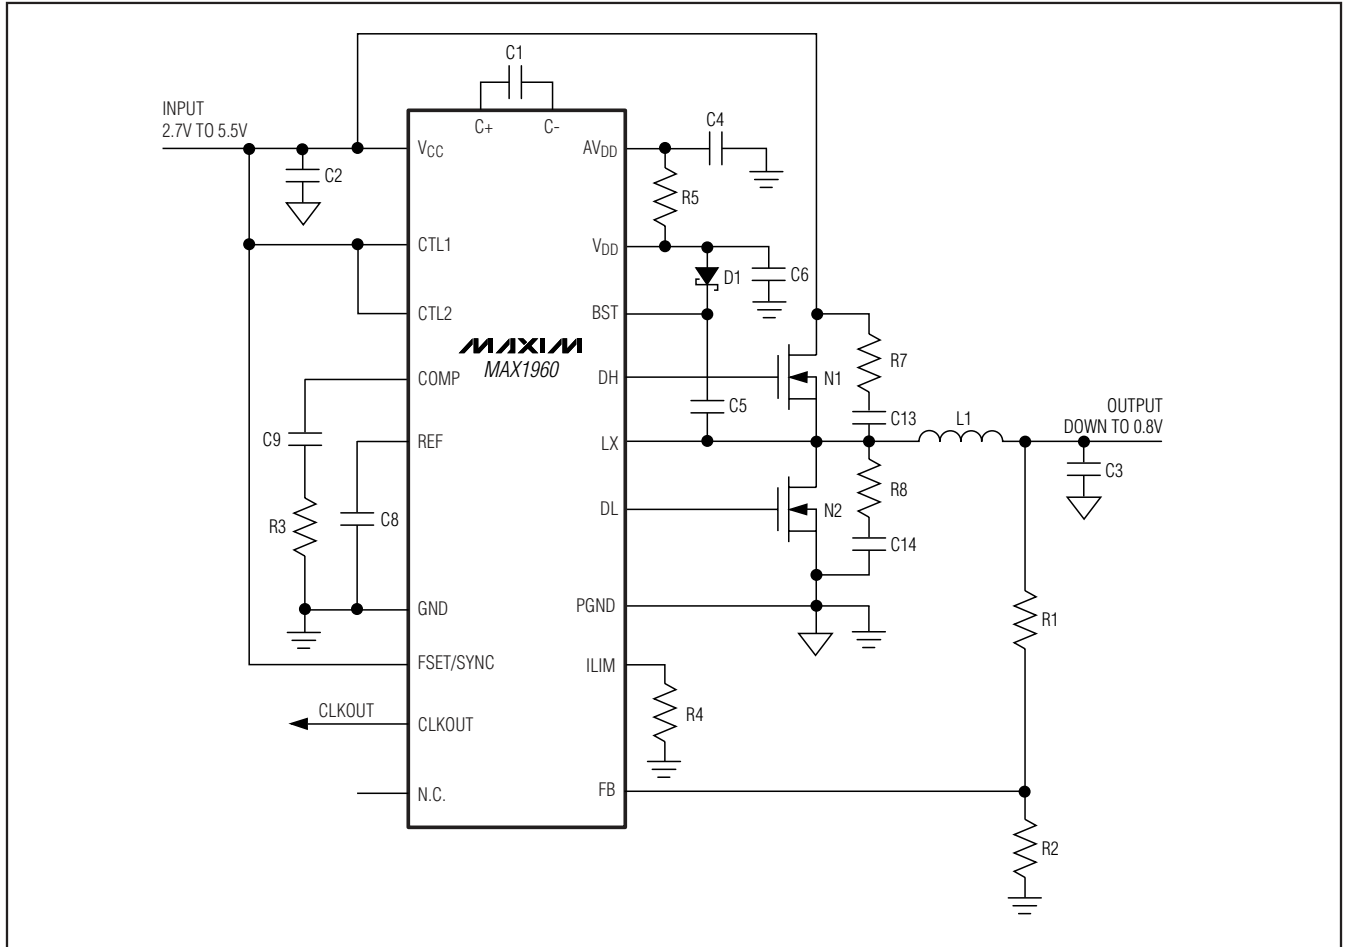 C1
INPUT
2.7V TO 5.5V
C+
C-
C4
VCC
AVDD
C2
R5
CTL1
VDD
D1
C6
CTL2
BST
MAXIM
MAX1960
R7
COMP
DH
N1
C5
C13
L1
OUTPUT
DOWN TO 0.8V
C9
REF
LX
C3
R8
R3
C8
DL
N2
C14
GND
PGND
R1
FSET/SYNC
ILIM
CLKOUT
CLKOUT
R4
N.C.
FB
R2